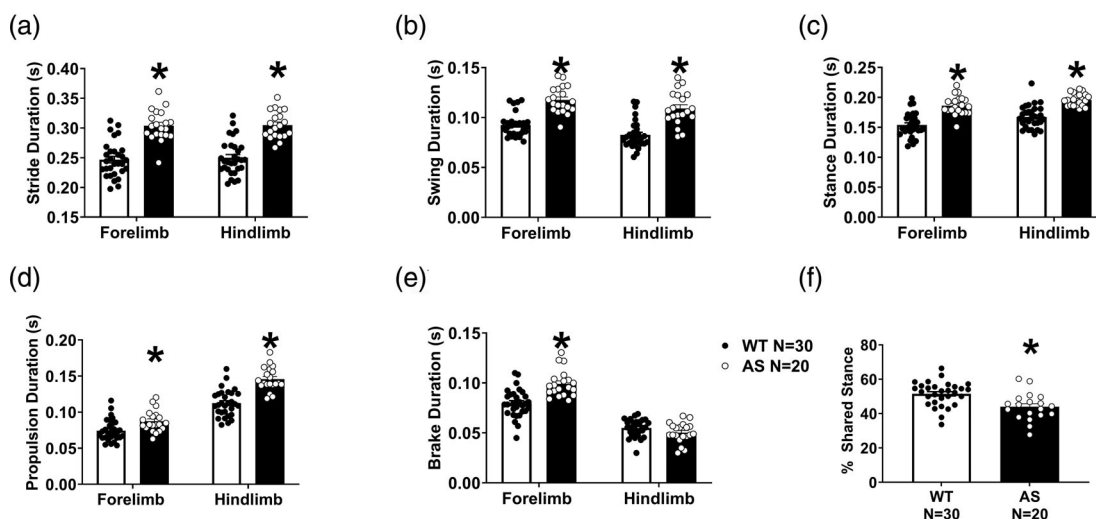 (a)
Stride Duration (s)
0.40
0.35
0.30
0.25
0.20
0.15
*
*
Forelimb
Hindlimb
(b)
Swing Duration (s)
0.15
0.10
0.05
0.00
*
*
Forelimb
Hindlimb
(c)
Stance Duration (s)
0.25
0.20
0.15
0.10
0.05
0.00
*
*
Forelimb
Hindlimb
(d)
Propulsion Duration (s)
0.20
0.15
0.10
0.05
0.00
*
*
Forelimb
Hindlimb
(e)
Brake Duration (s)
0.15
0.10
0.05
0.00
*
Forelimb
Hindlimb
WT N=30
AS N=20
(f)
% Shared Stance
80
60
40
20
0
*
WT
N=30
AS
N=20